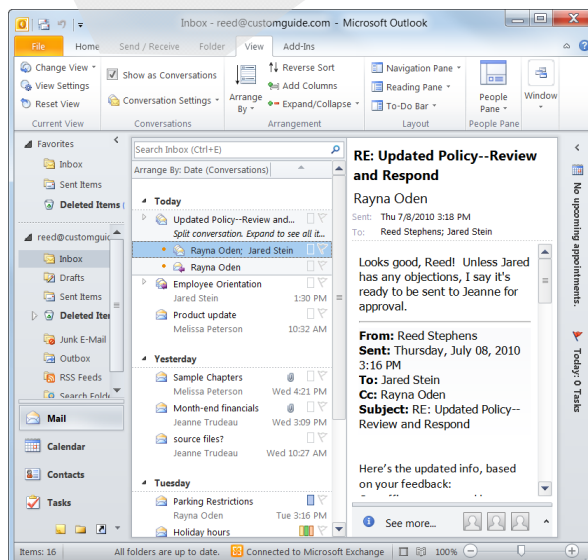 Inbox - reed@customguide.com - Microsoft Outlook
File Home Send / Receive Folder View Add-Ins
Change View
View Settings
Reset View
Current View
Show as Conversations
Conversation Settings
Conversations
Arrange By
Reverse Sort
Add Columns
Expand/Collapse
Arrangement
Navigation Pane
Reading Pane
To-Do Bar
Layout
People Pane
People Pane
Window
Favorites
Inbox
Sent Items
Deleted Items (
reed@customguid
Inbox
Drafts
Sent Items
Deleted Iter
Junk E-Mail
Outbox
RSS Feeds
Search Folde
Mail
Calendar
Contacts
Tasks
Search Inbox (Ctrl+E)
Arrange By: Date (Conversations)
Today
Updated Policy--Review and...
Split conversation. Expand to see all it...
Rayna Oden; Jared Stein
Rayna Oden
Employee Orientation
Jared Stein 1:30 PM
Product update
Melissa Peterson 10:32 AM
Yesterday
Sample Chapters
Melissa Peterson Wed 4:21 PM
Month-end financials
Jeanne Trudeau Wed 3:09 PM
source files?
Jeanne Trudeau Wed 10:27 AM
Tuesday
Parking Restrictions
Rayna Oden Tue 3:16 PM
Holiday hours
RE: Updated Policy--Review
and Respond
Rayna Oden
Sent: Thu 7/8/2010 3:18 PM
To: Reed Stephens; Jared Stein
Looks good, Reed! Unless Jared
has any objections, I say it's
ready to be sent to Jeanne for
approval.
From: Reed Stephens
Sent: Thursday, July 08, 2010
3:16 PM
To: Jared Stein
Cc: Rayna Oden
Subject: RE: Updated Policy--
Review and Respond
Here's the updated info, based
on your feedback:
See more...
No upcoming appointments.
Today: 0 Tasks
Items: 16 All folders are up to date. Connected to Microsoft Exchange 100%